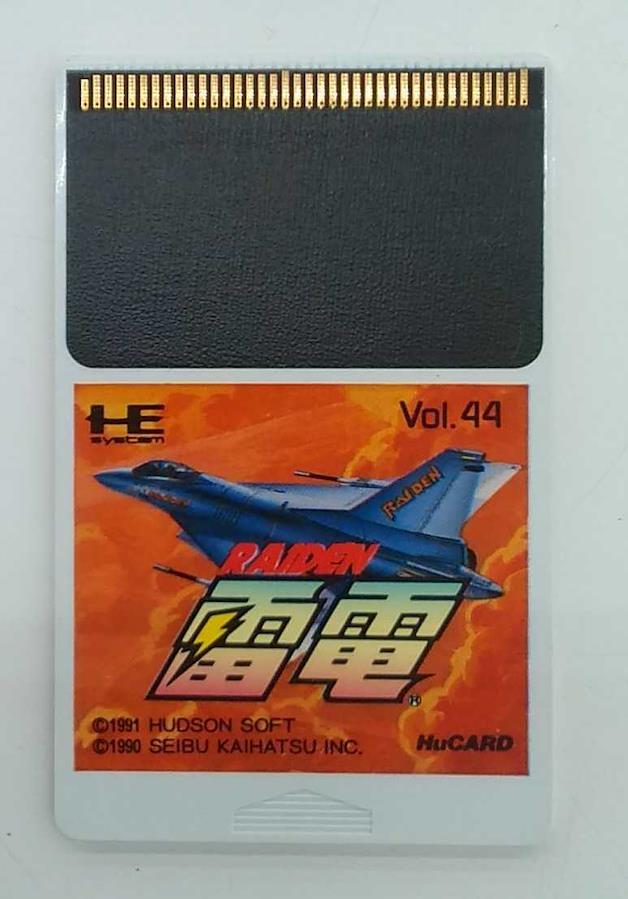 HE
system
Vol.44
RAIDEN
RAIDEN
雷電
®
©1991 HUDSON SOFT
©1990 SEIBU KAIHATSU INC.
HuCARD